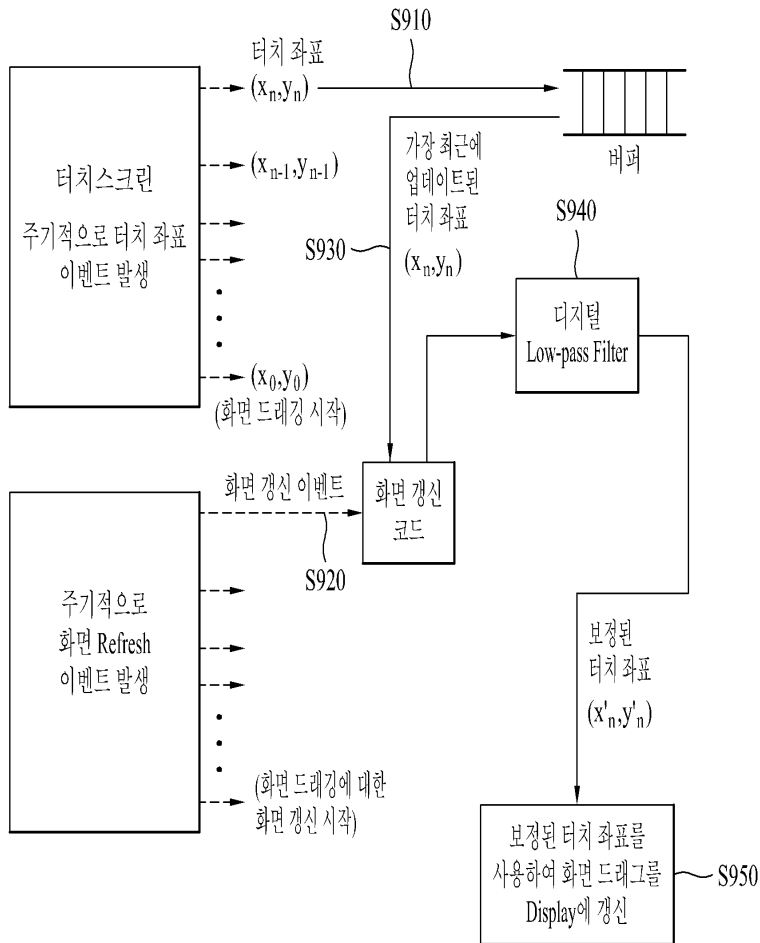 S910
터치 좌표
(xn,yn)
버퍼
터치스크린
주기적으로 터치 좌표
이벤트 발생
(xn-1,yn-1)
(x0,y0)
(화면 드래깅 시작)
가장 최근에
업데이트된
터치 좌표
(xn,yn)
S930
S940
디지털
Low-pass Filter
화면 갱신 이벤트
S920
화면 갱신
코드
주기적으로
화면 Refresh
이벤트 발생
(화면 드래깅에 대한
화면 갱신 시작)
보정된
터치 좌표
(x'n,y'n)
보정된 터치 좌표를
사용하여 화면 드래그를
Display에 갱신
S950